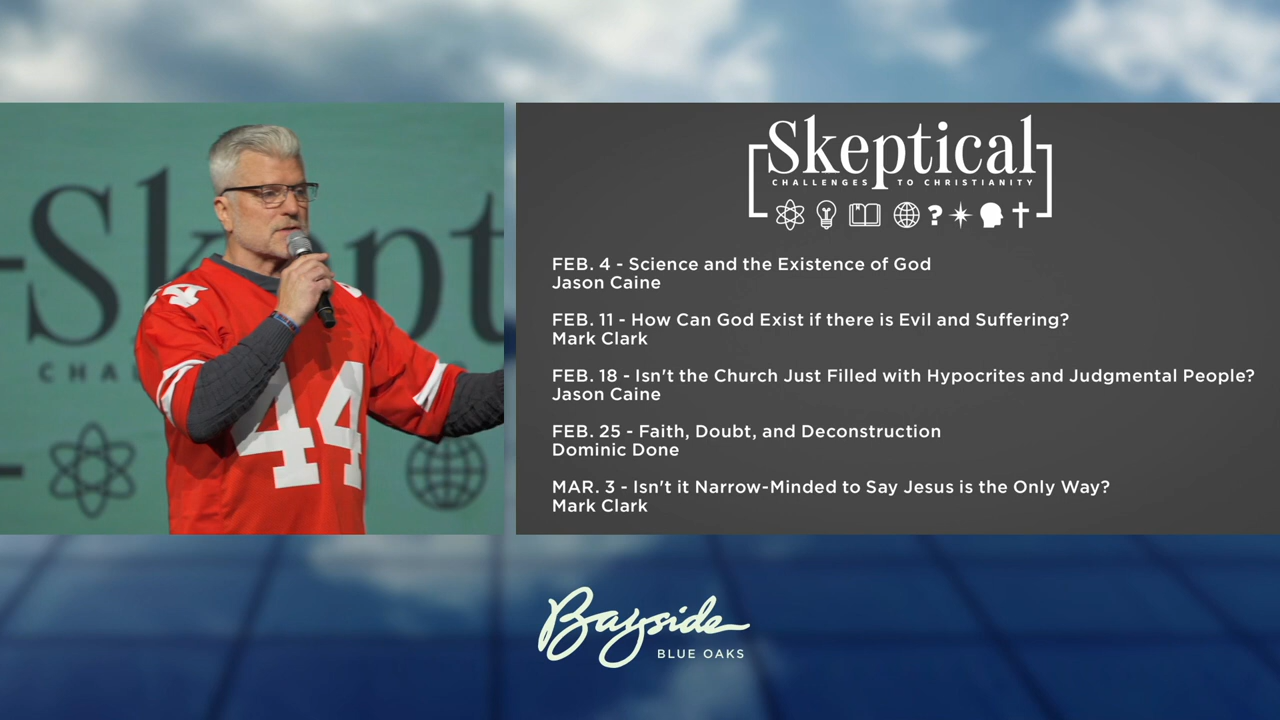 Skept
CHAL
44
44
Skeptical
CHALLENGES TO CHRISTIANITY
?
FEB. 4 - Science and the Existence of God
Jason Caine
FEB. 11 - How Can God Exist if there is Evil and Suffering?
Mark Clark
FEB. 18 - Isn't the Church Just Filled with Hypocrites and Judgmental People?
Jason Caine
FEB. 25 - Faith, Doubt, and Deconstruction
Dominic Done
MAR. 3 - Isn't it Narrow-Minded to Say Jesus is the Only Way?
Mark Clark
Bayside
BLUE OAKS